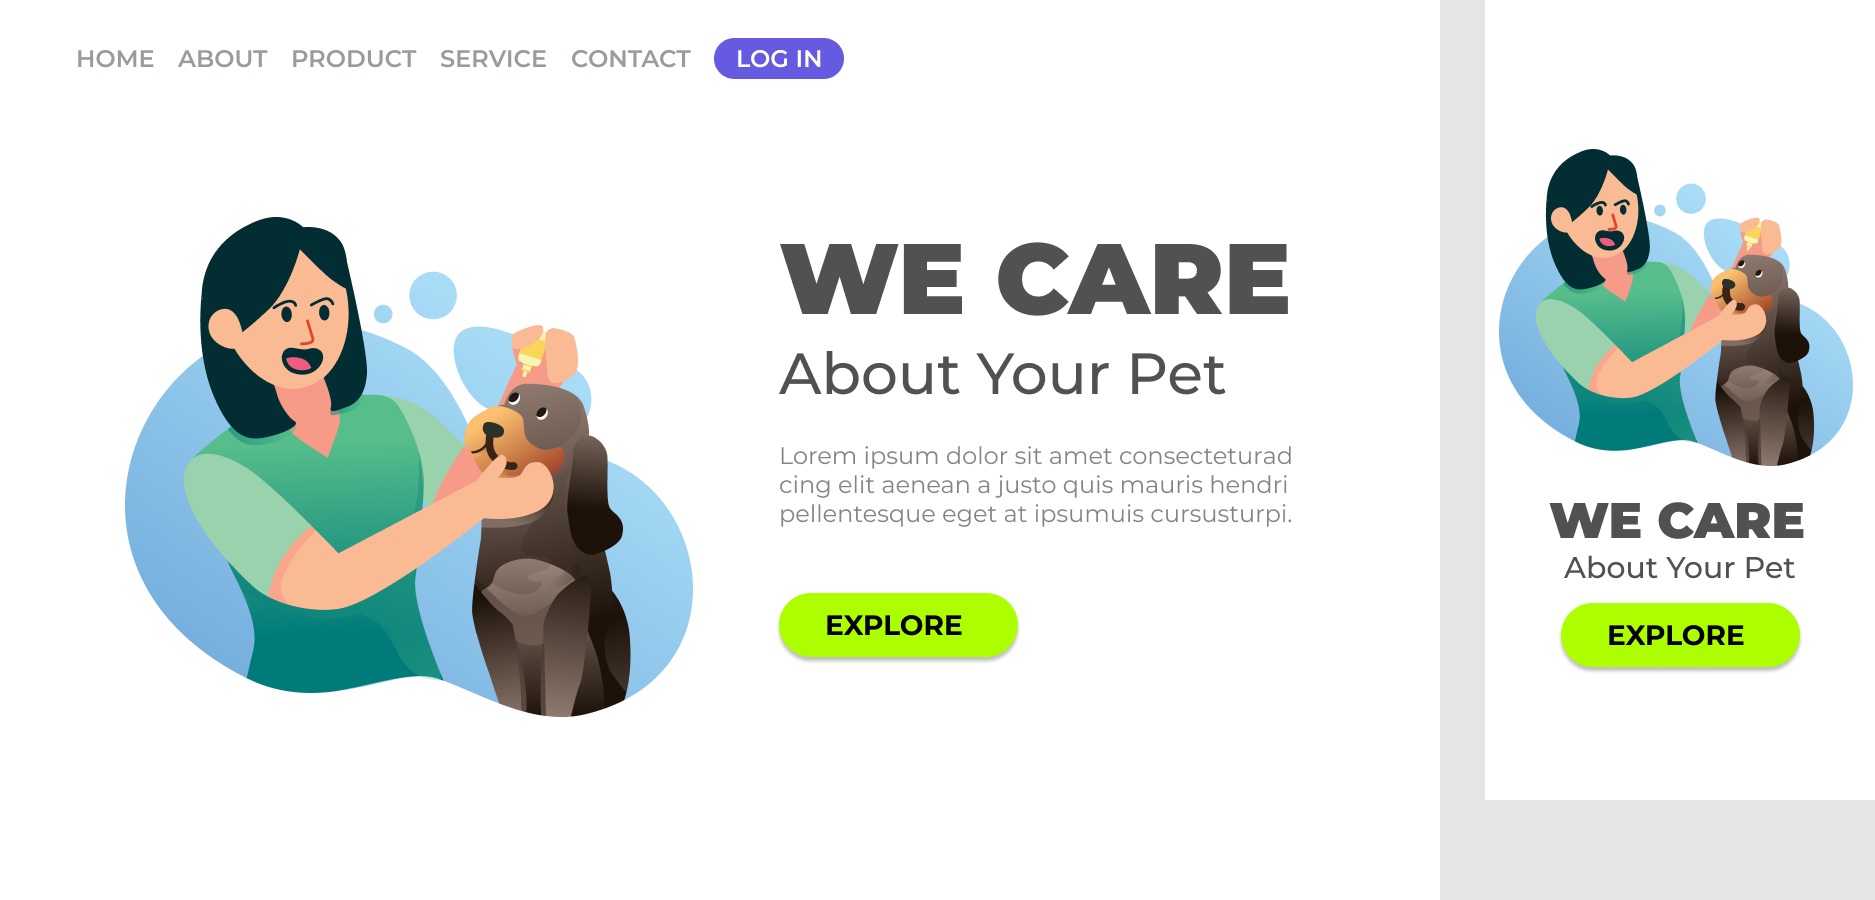 HOME ABOUT PRODUCT SERVICE CONTACT LOG IN
WE CARE
About Your Pet
Lorem ipsum dolor sit amet consecteturad
cing elit aenean a justo quis mauris hendri
pellentesque eget at ipsumuis cursusturpi.
EXPLORE
WE CARE
About Your Pet
EXPLORE